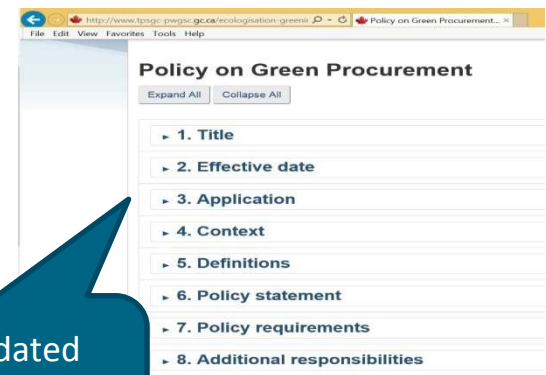 http://www.tpsgc-pwgsc.gc.ca/ecologisation-greenin
Policy on Green Procurement...
File Edit View Favorites Tools Help
Policy on Green Procurement
Expand All Collapse All
1. Title
2. Effective date
3. Application
4. Context
5. Definitions
6. Policy statement
7. Policy requirements
8. Additional responsibilities
dated